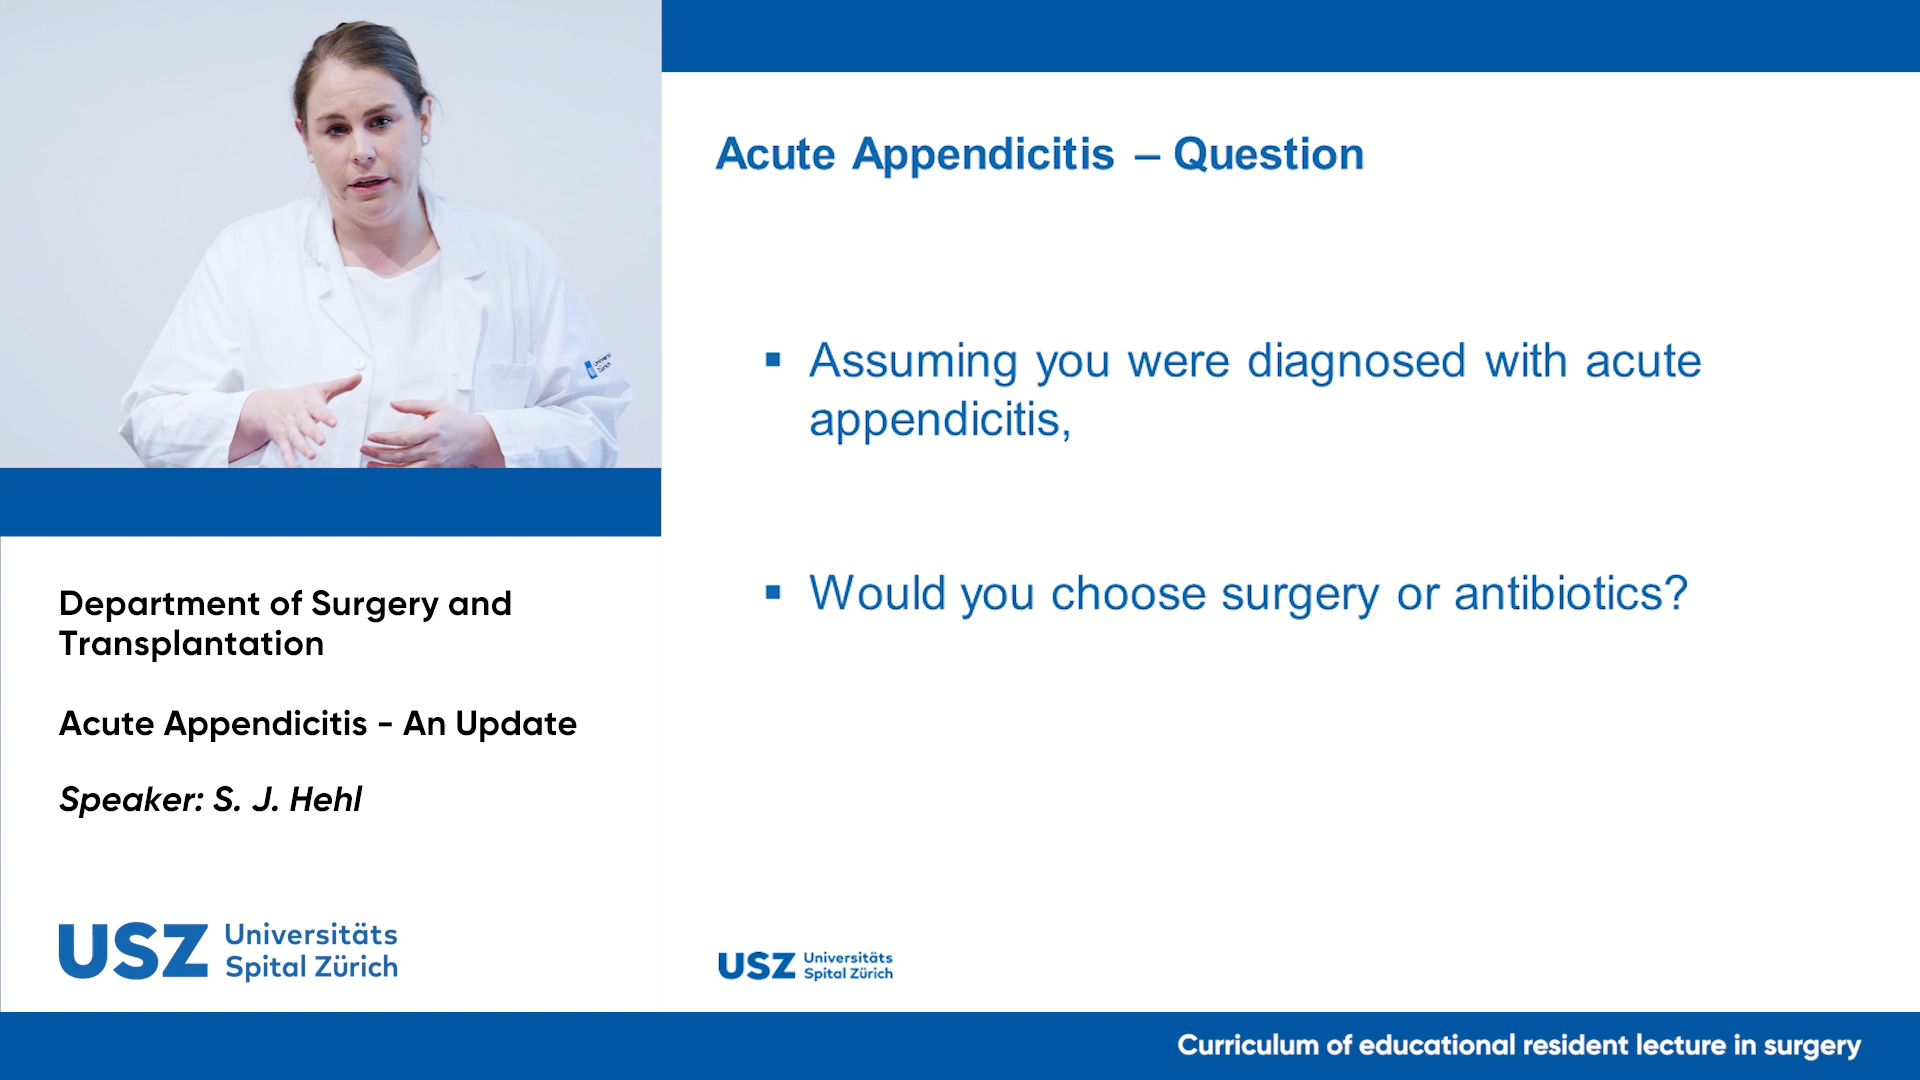 Acute Appendicitis – Question
▪ Assuming you were diagnosed with acute
appendicitis,
▪ Would you choose surgery or antibiotics?
Department of Surgery and
Transplantation
Acute Appendicitis - An Update
Speaker: S. J. Hehl
USZ Universitäts
Spital Zürich
USZ Universitäts
Spital Zürich
Curriculum of educational resident lecture in surgery